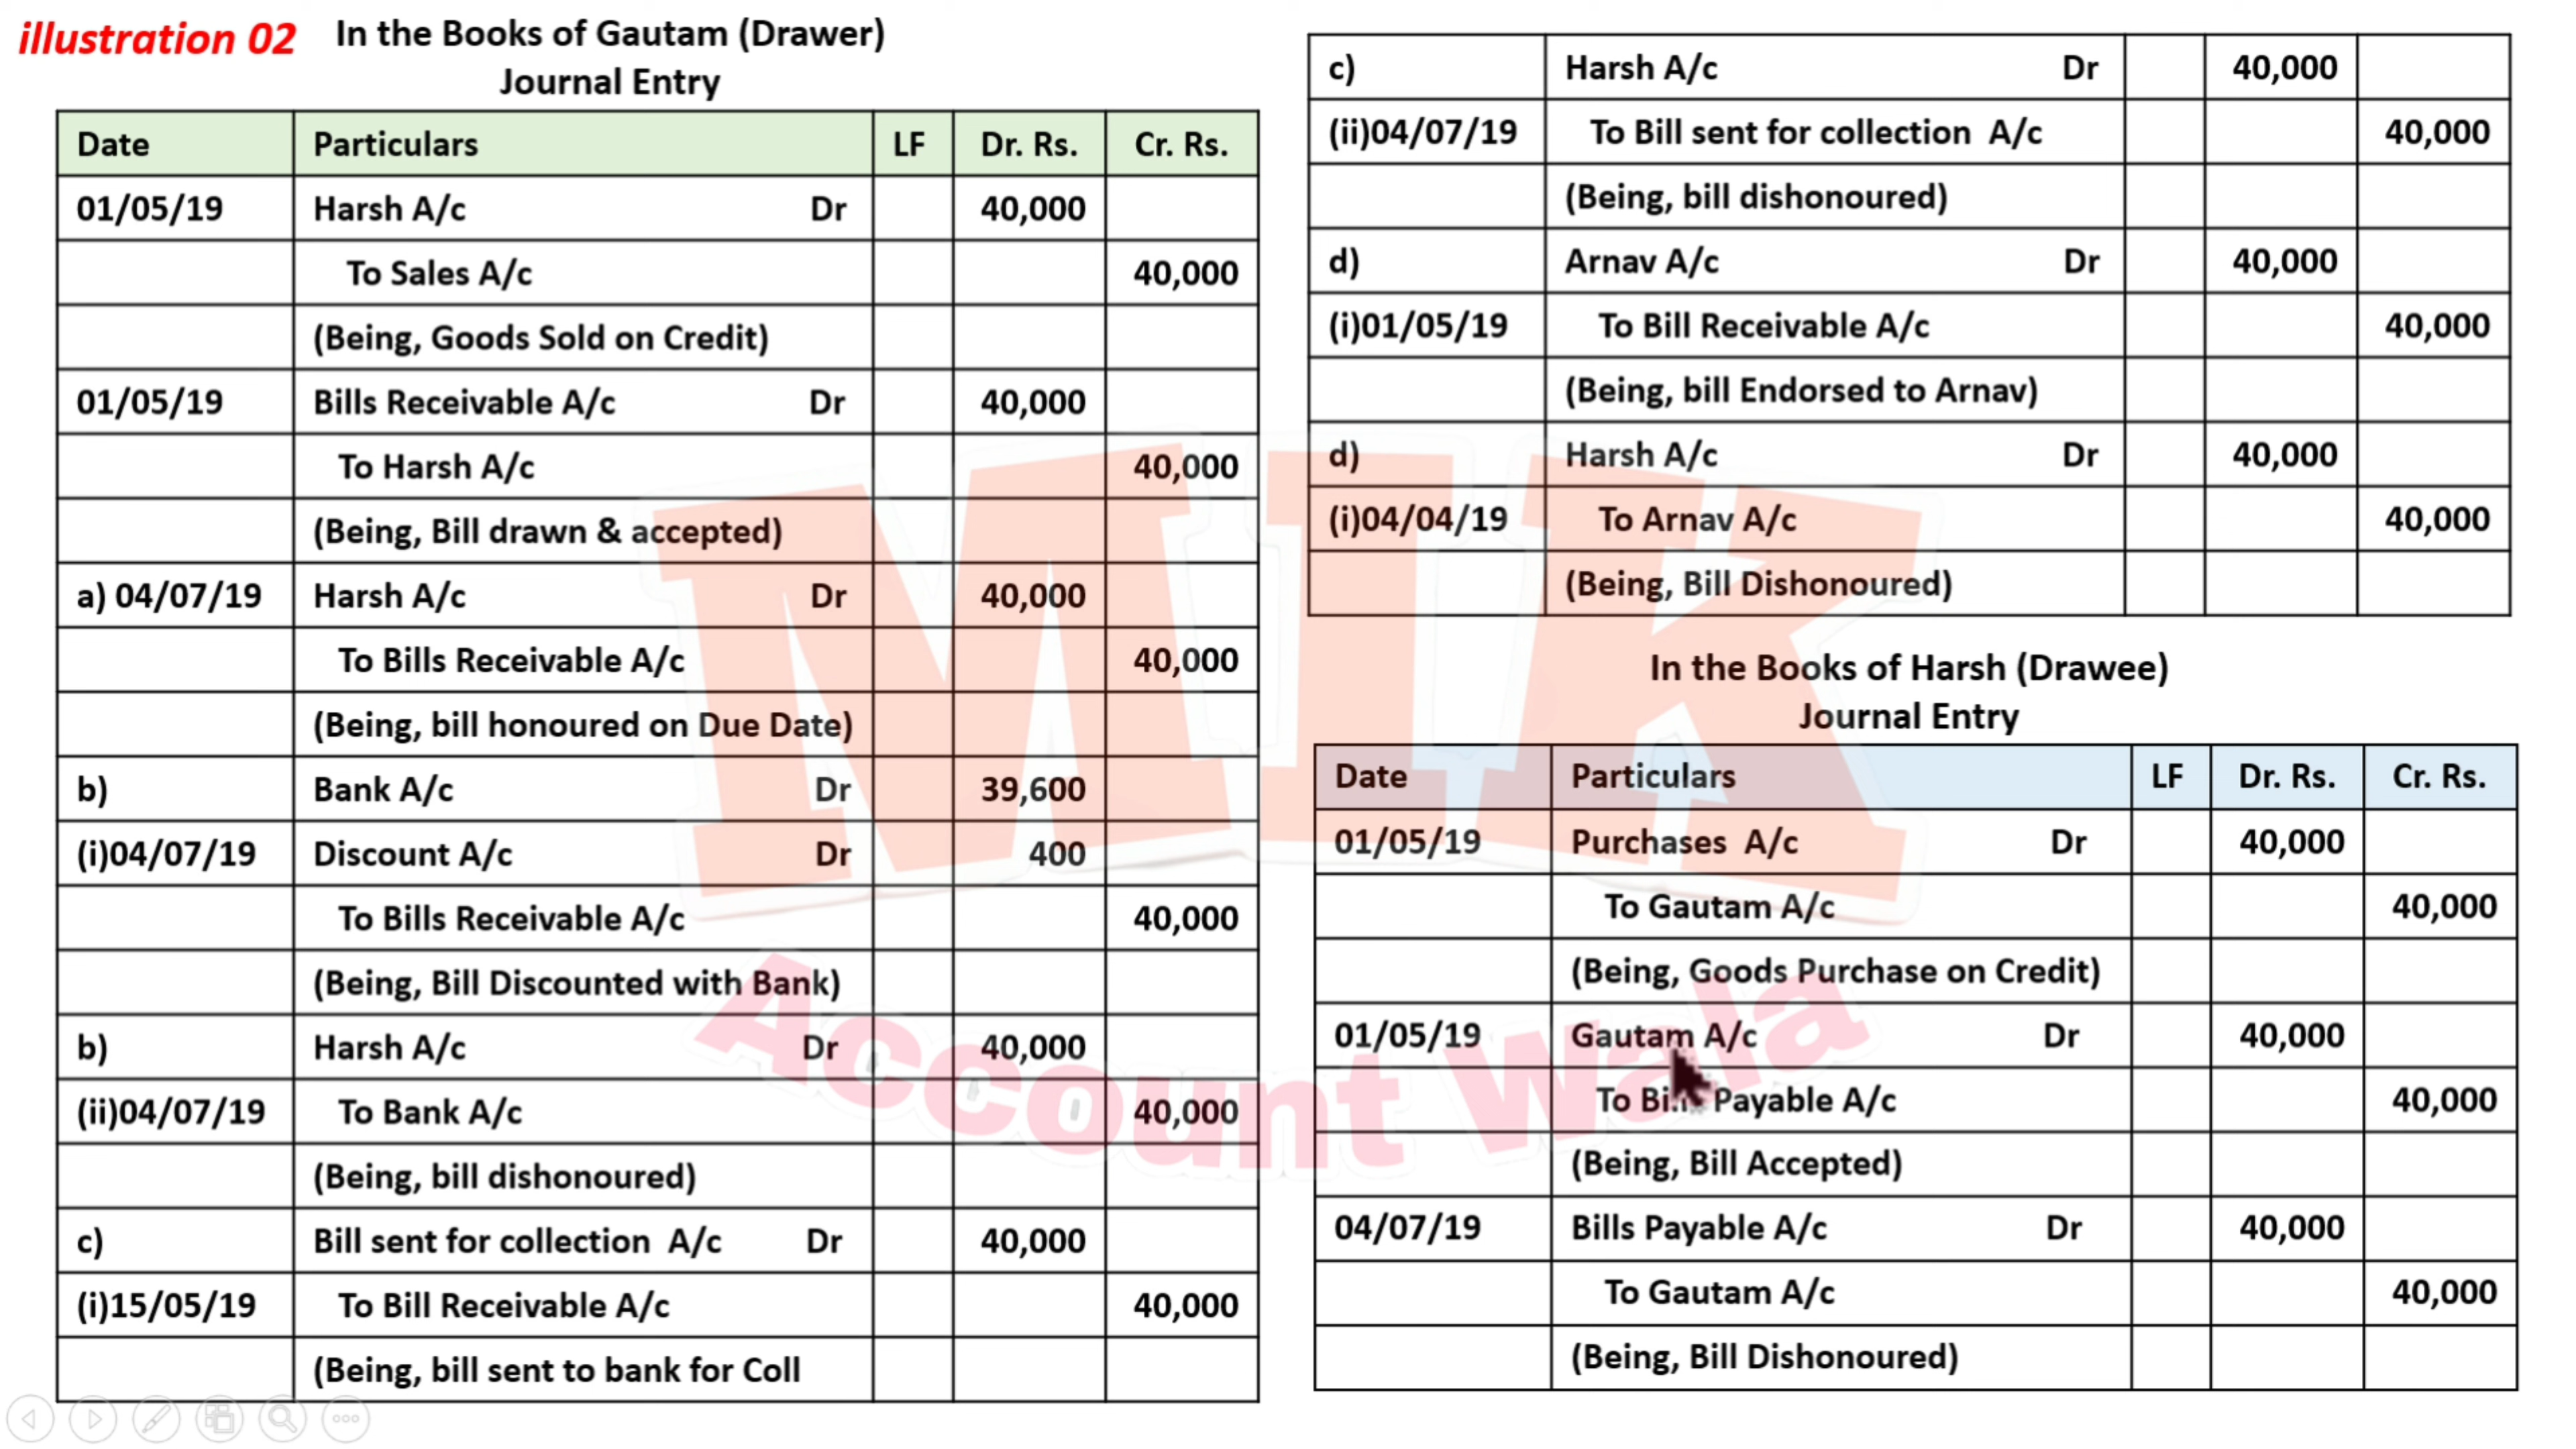 illustration 02
In the Books of Gautam (Drawer)
Journal Entry
Date Particulars LF Dr. Rs. Cr. Rs.
01/05/19 Harsh A/c Dr 40,000
To Sales A/c 40,000
(Being, Goods Sold on Credit)
01/05/19 Bills Receivable A/c Dr 40,000
To Harsh A/c 40,000
(Being, Bill drawn & accepted)
a) 04/07/19 Harsh A/c Dr 40,000
To Bills Receivable A/c 40,000
(Being, bill honoured on Due Date)
b) Bank A/c Dr 39,600
(i)04/07/19 Discount A/c Dr 400
To Bills Receivable A/c 40,000
(Being, Bill Discounted with Bank)
b) Harsh A/c Dr 40,000
(ii)04/07/19 To Bank A/c 40,000
(Being, bill dishonoured)
c) Bill sent for collection A/c Dr 40,000
(i)15/05/19 To Bill Receivable A/c 40,000
(Being, bill sent to bank for Coll
c) Harsh A/c Dr 40,000
(ii)04/07/19 To Bill sent for collection A/c 40,000
(Being, bill dishonoured)
d) Arnav A/c Dr 40,000
(i)01/05/19 To Bill Receivable A/c 40,000
(Being, bill Endorsed to Arnav)
d) Harsh A/c Dr 40,000
(i)04/04/19 To Arnav A/c 40,000
(Being, Bill Dishonoured)
In the Books of Harsh (Drawee)
Journal Entry
Date Particulars LF Dr. Rs. Cr. Rs.
01/05/19 Purchases A/c Dr 40,000
To Gautam A/c 40,000
(Being, Goods Purchase on Credit)
01/05/19 Gautam A/c Dr 40,000
To Payable A/c 40,000
(Being, Bill Accepted)
04/07/19 Bills Payable A/c Dr 40,000
To Gautam A/c 40,000
(Being, Bill Dishonoured)
MIK
Account Wala